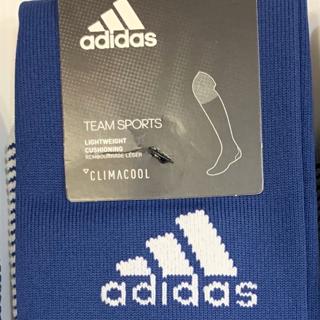 adidas
TEAM SPORTS
LIGHTWEIGHT
CUSHIONING
REMBOURRAGE LÉGER
CLIMACOOL
adidas